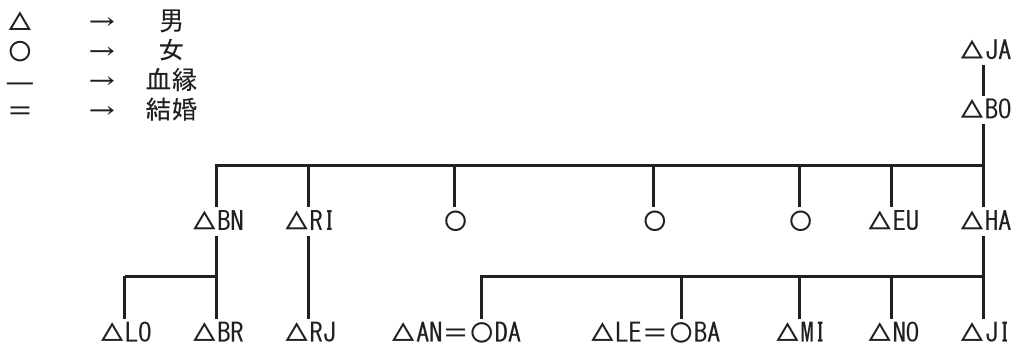 △ → 男
○ → 女
— → 血縁
= → 結婚
△JA
△BO
△BN △RI ○ ○ ○ △EU △HA
△LO △BR △RJ △AN=○DA △LE=○BA △MI △NO △JI